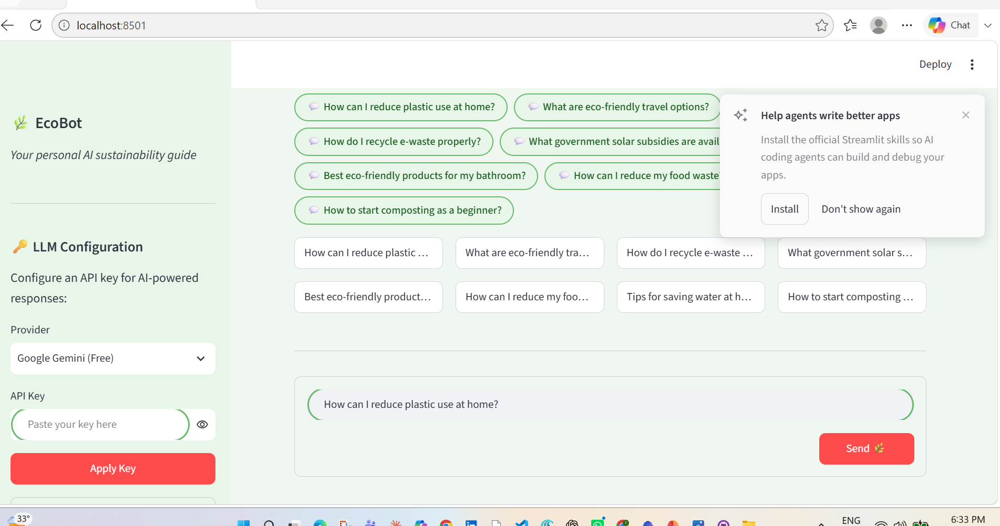 localhost:8501
Chat
Deploy
EcoBot
Your personal AI sustainability guide
LLM Configuration
Configure an API key for AI-powered
responses:
Provider
Google Gemini (Free)
API Key
Paste your key here
Apply Key
How can I reduce plastic use at home?
What are eco-friendly travel options?
How do I recycle e-waste properly?
What government solar subsidies are avail
Best eco-friendly products for my bathroom?
How can I reduce my food waste
How to start composting as a beginner?
Help agents write better apps
Install the official Streamlit skills so AI
coding agents can build and debug your
apps.
Install
Don't show again
How can I reduce plastic ...
What are eco-friendly tra...
How do I recycle e-waste ...
What government solar s...
Best eco-friendly product...
How can I reduce my foo...
Tips for saving water at h...
How to start composting ...
How can I reduce plastic use at home?
Send
33°
ENG
6:33 PM